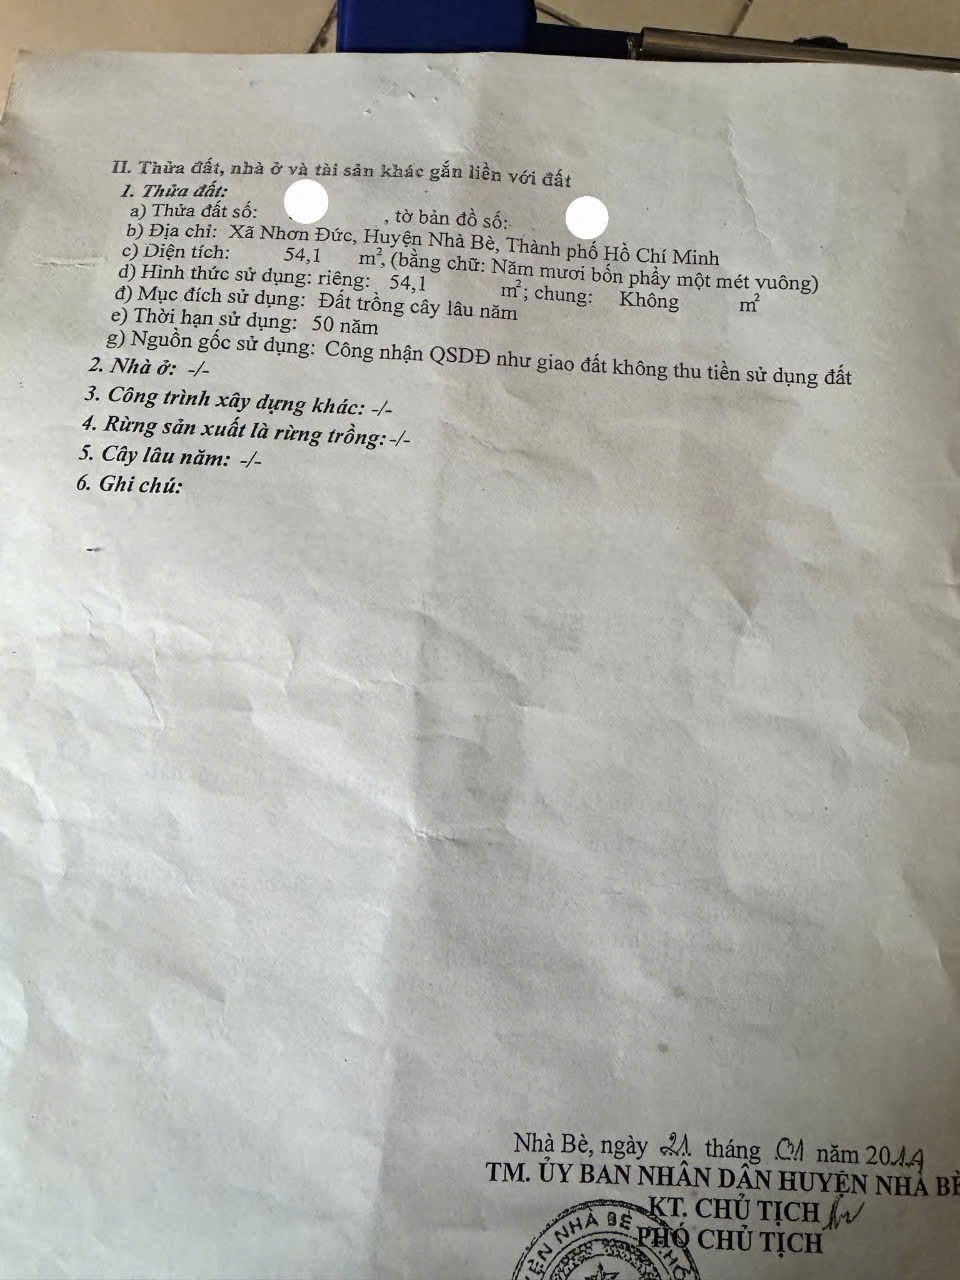 II. Thửa đất, nhà ở và tài sản khác gắn liền với đất
1. Thửa đất:
a) Thửa đất số: , tờ bản đồ số:
b) Địa chỉ: Xã Nhơn Đức, Huyện Nhà Bè, Thành phố Hồ Chí Minh
c) Diện tích: 54,1 m², (bằng chữ: Năm mươi bốn phẩy một mét vuông)
d) Hình thức sử dụng: riêng: 54,1 m²; chung: Không m²
đ) Mục đích sử dụng: Đất trồng cây lâu năm
e) Thời hạn sử dụng: 50 năm
g) Nguồn gốc sử dụng: Công nhận QSDĐ như giao đất không thu tiền sử dụng đất
2. Nhà ở: -/-
3. Công trình xây dựng khác: -/-
4. Rừng sản xuất là rừng trồng: -/-
5. Cây lâu năm: -/-
6. Ghi chú:
Nhà Bè, ngày 21 tháng 01 năm 2014
TM. ỦY BAN NHÂN DÂN HUYỆN NHÀ BÈ
KT. CHỦ TỊCH
PHÓ CHỦ TỊCH
NHÀ BÈ